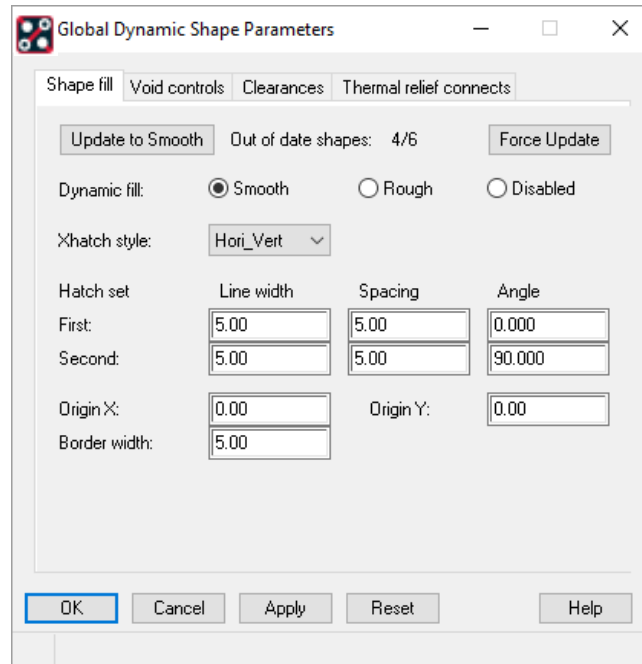 Global Dynamic Shape Parameters
Shape fill Void controls Clearances Thermal relief connects
Update to Smooth Out of date shapes: 4/6 Force Update
Dynamic fill: Smooth Rough Disabled
Xhatch style: Hori_Vert
Hatch set Line width Spacing Angle
First: 5.00 5.00 0.000
Second: 5.00 5.00 90.000
Origin X: 0.00 Origin Y: 0.00
Border width: 5.00
OK Cancel Apply Reset Help